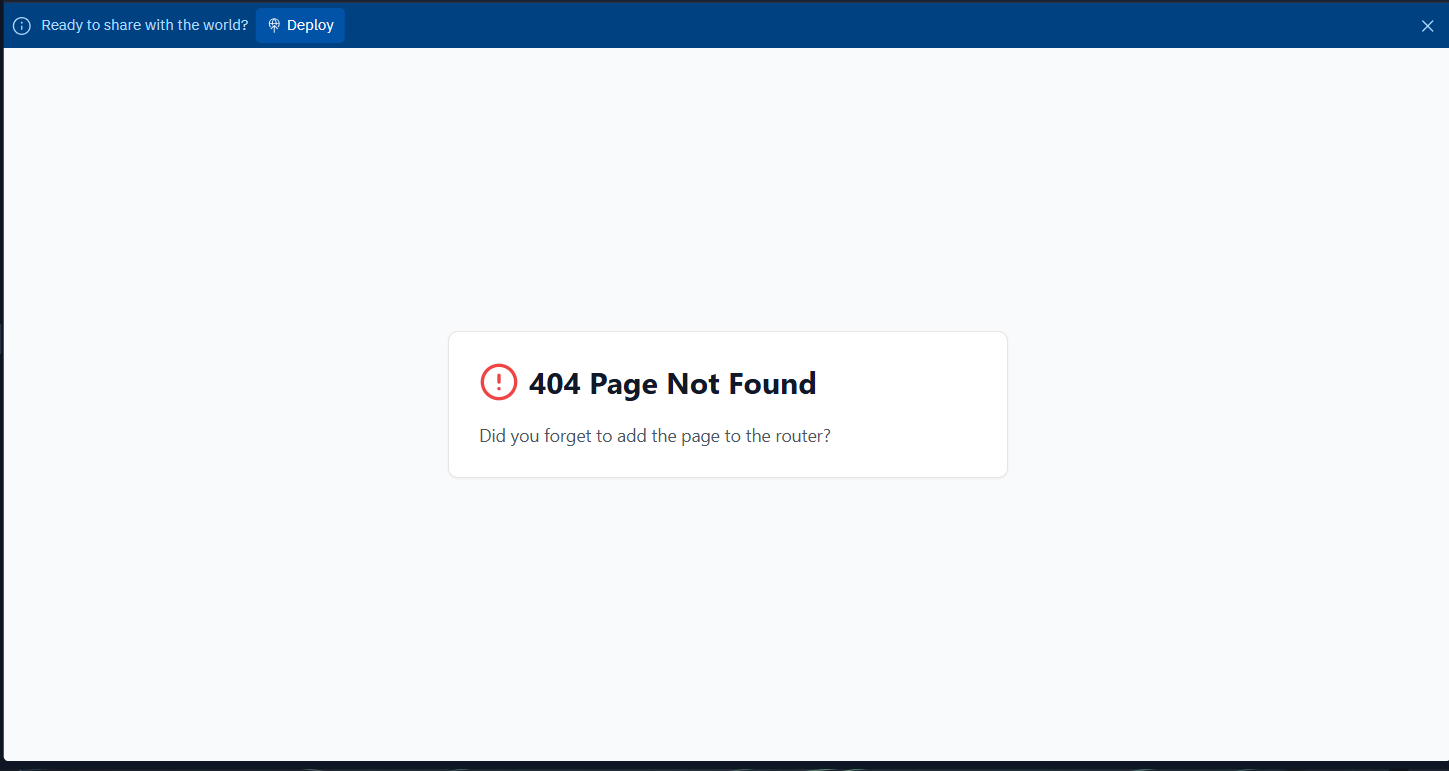 Ready to share with the world? Deploy
404 Page Not Found
Did you forget to add the page to the router?